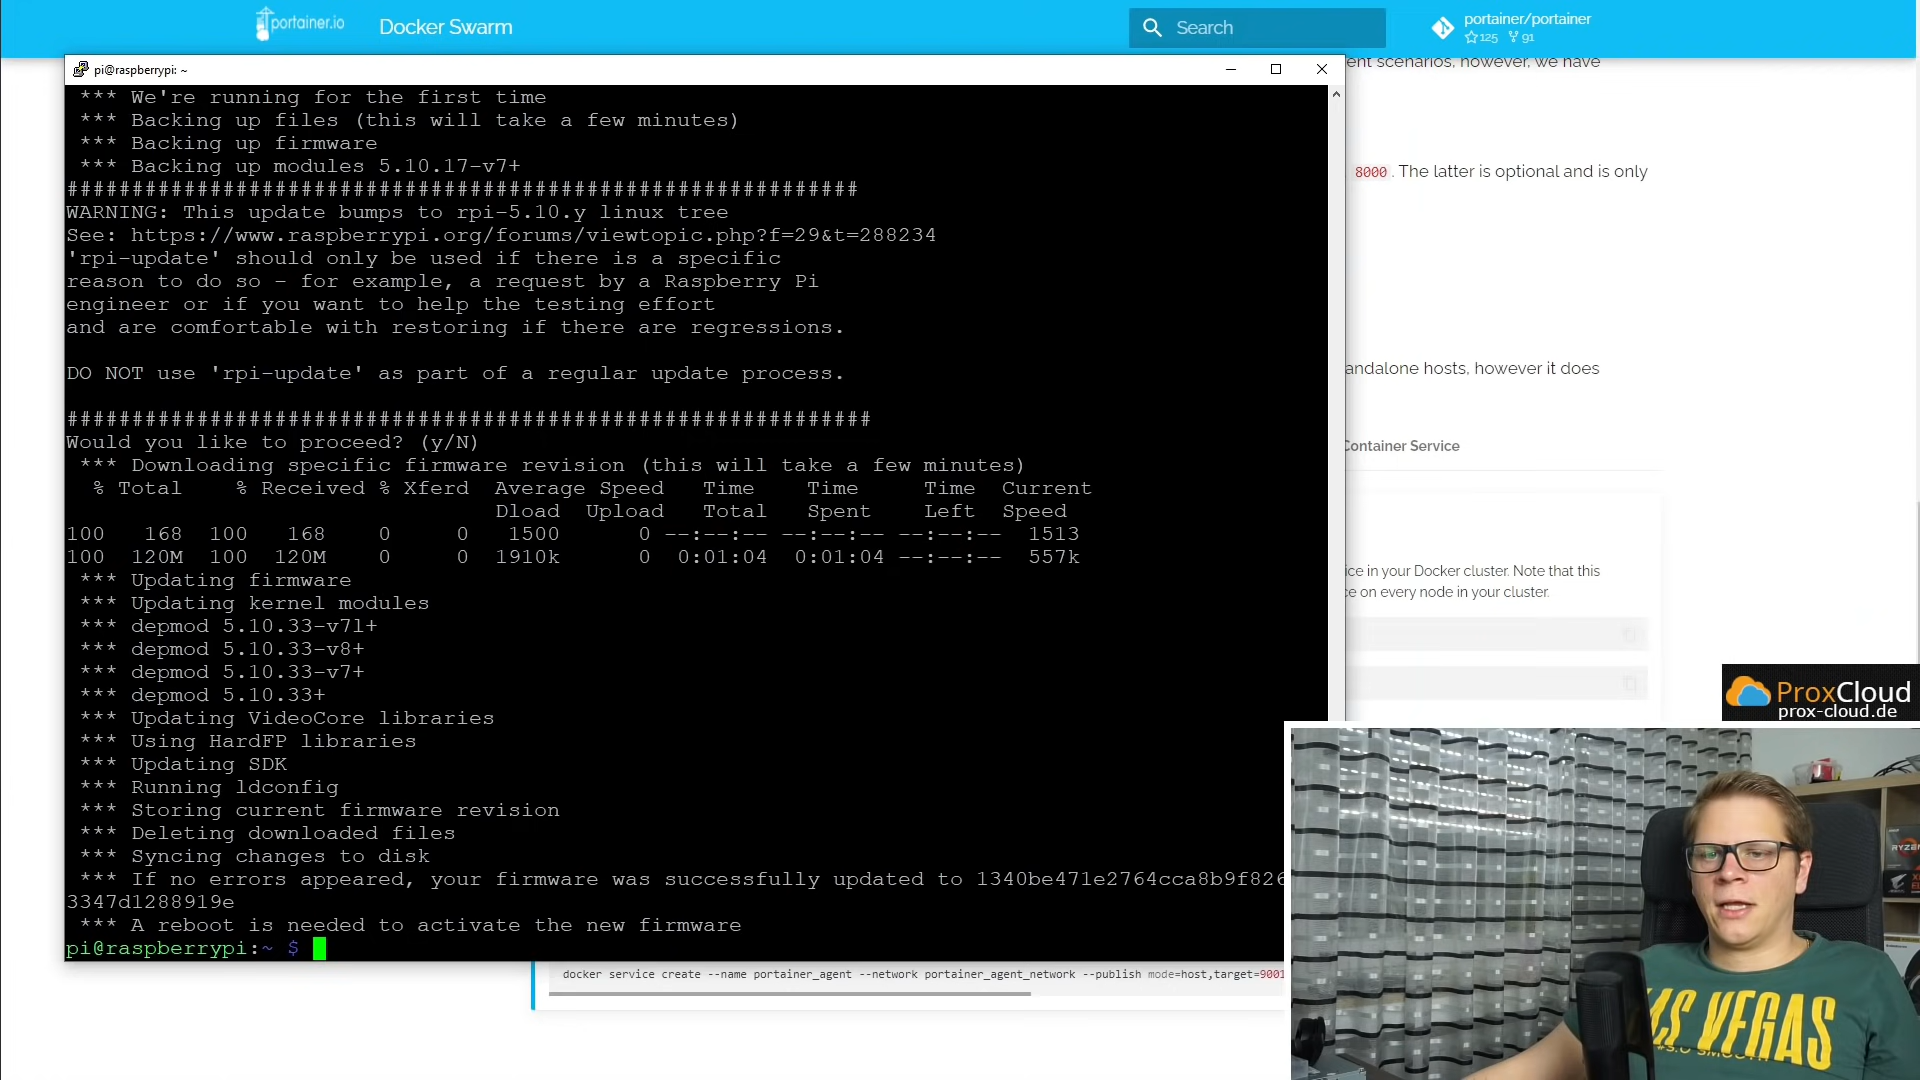 portainer.io
Docker Swarm
Search
portainer/portainer
125 91
pi@raspberrypi: ~
ent scenarios, however, we have
*** We're running for the first time
*** Backing up files (this will take a few minutes)
*** Backing up firmware
*** Backing up modules 5.10.17-v7+
8000. The latter is optional and is only
#############################################################
WARNING: This update bumps to rpi-5.10.y linux tree
See: https://www.raspberrypi.org/forums/viewtopic.php?f=29&t=288234
'rpi-update' should only be used if there is a specific
reason to do so - for example, a request by a Raspberry Pi
engineer or if you want to help the testing effort
and are comfortable with restoring if there are regressions.
DO NOT use 'rpi-update' as part of a regular update process.
andalone hosts, however it does
##############################################################
Would you like to proceed? (y/N)
Container Service
*** Downloading specific firmware revision (this will take a few minutes)
% Total % Received % Xferd Average Speed Time Time Time Current
Dload Upload Total Spent Left Speed
100 168 100 168 0 0 1500 0 --:--:-- --:--:-- --:--:-- 1513
100 120M 100 120M 0 0 1910k 0 0:01:04 0:01:04 --:--:-- 557k
*** Updating firmware
*** Updating kernel modules
*** depmod 5.10.33-v7l+
*** depmod 5.10.33-v8+
*** depmod 5.10.33-v7+
*** depmod 5.10.33+
*** Updating VideoCore libraries
*** Using HardFP libraries
*** Updating SDK
*** Running ldconfig
*** Storing current firmware revision
*** Deleting downloaded files
*** Syncing changes to disk
*** If no errors appeared, your firmware was successfully updated to 1340be471e2764cca8b9f826
3347d1288919e
*** A reboot is needed to activate the new firmware
pi@raspberrypi:~ $
ice in your Docker cluster. Note that this
ce on every node in your cluster.
docker service create --name portainer_agent --network portainer_agent_network --publish mode=host,target=9001
ProxCloud
prox-cloud.de
RYZEN
LAS VEGAS